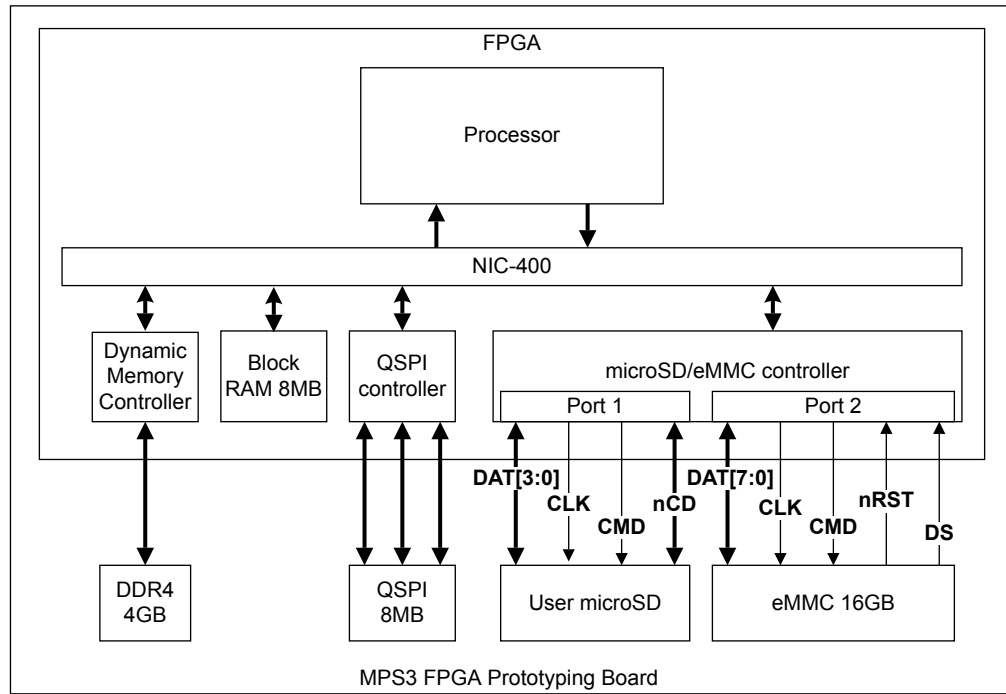 FPGA
Processor
NIC-400
Dynamic
Memory
Controller
Block
RAM 8MB
QSPI
controller
microSD/eMMC controller
Port 1
Port 2
DAT[3:0]
CLK
CMD
nCD
DAT[7:0]
CLK
CMD
nRST
DS
DDR4
4GB
QSPI
8MB
User microSD
eMMC 16GB
MPS3 FPGA Prototyping Board